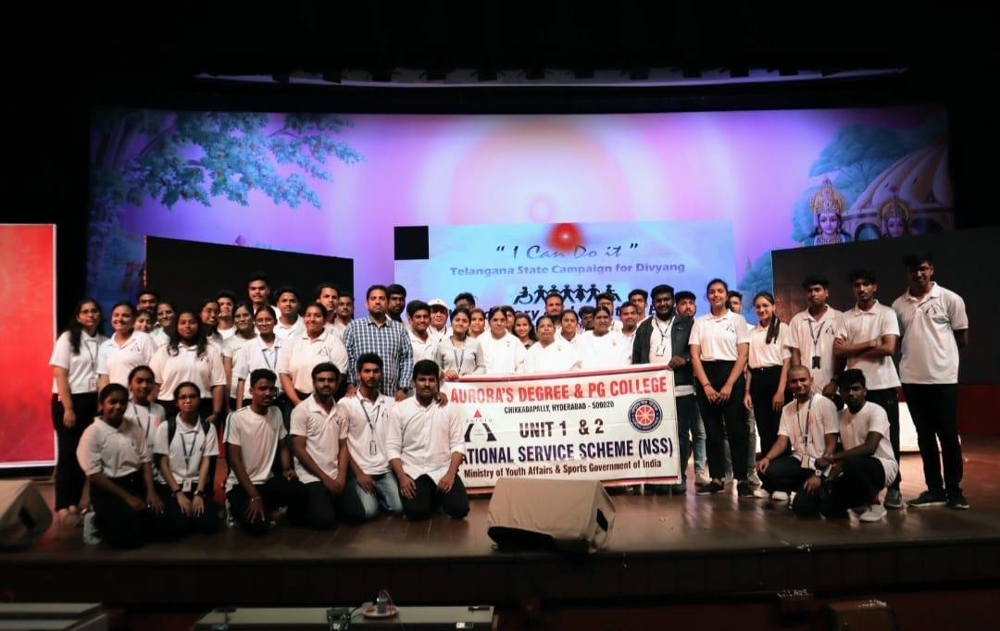 " I Can Do it "
Telangana State Campaign for Divyang
AURORA'S DEGREE & PG COLLEGE
CHIKKADAPALLY, HYDERABAD - 500020
UNIT 1 & 2
ATIONAL SERVICE SCHEME (NSS)
Ministry of Youth Affairs & Sports Government of India